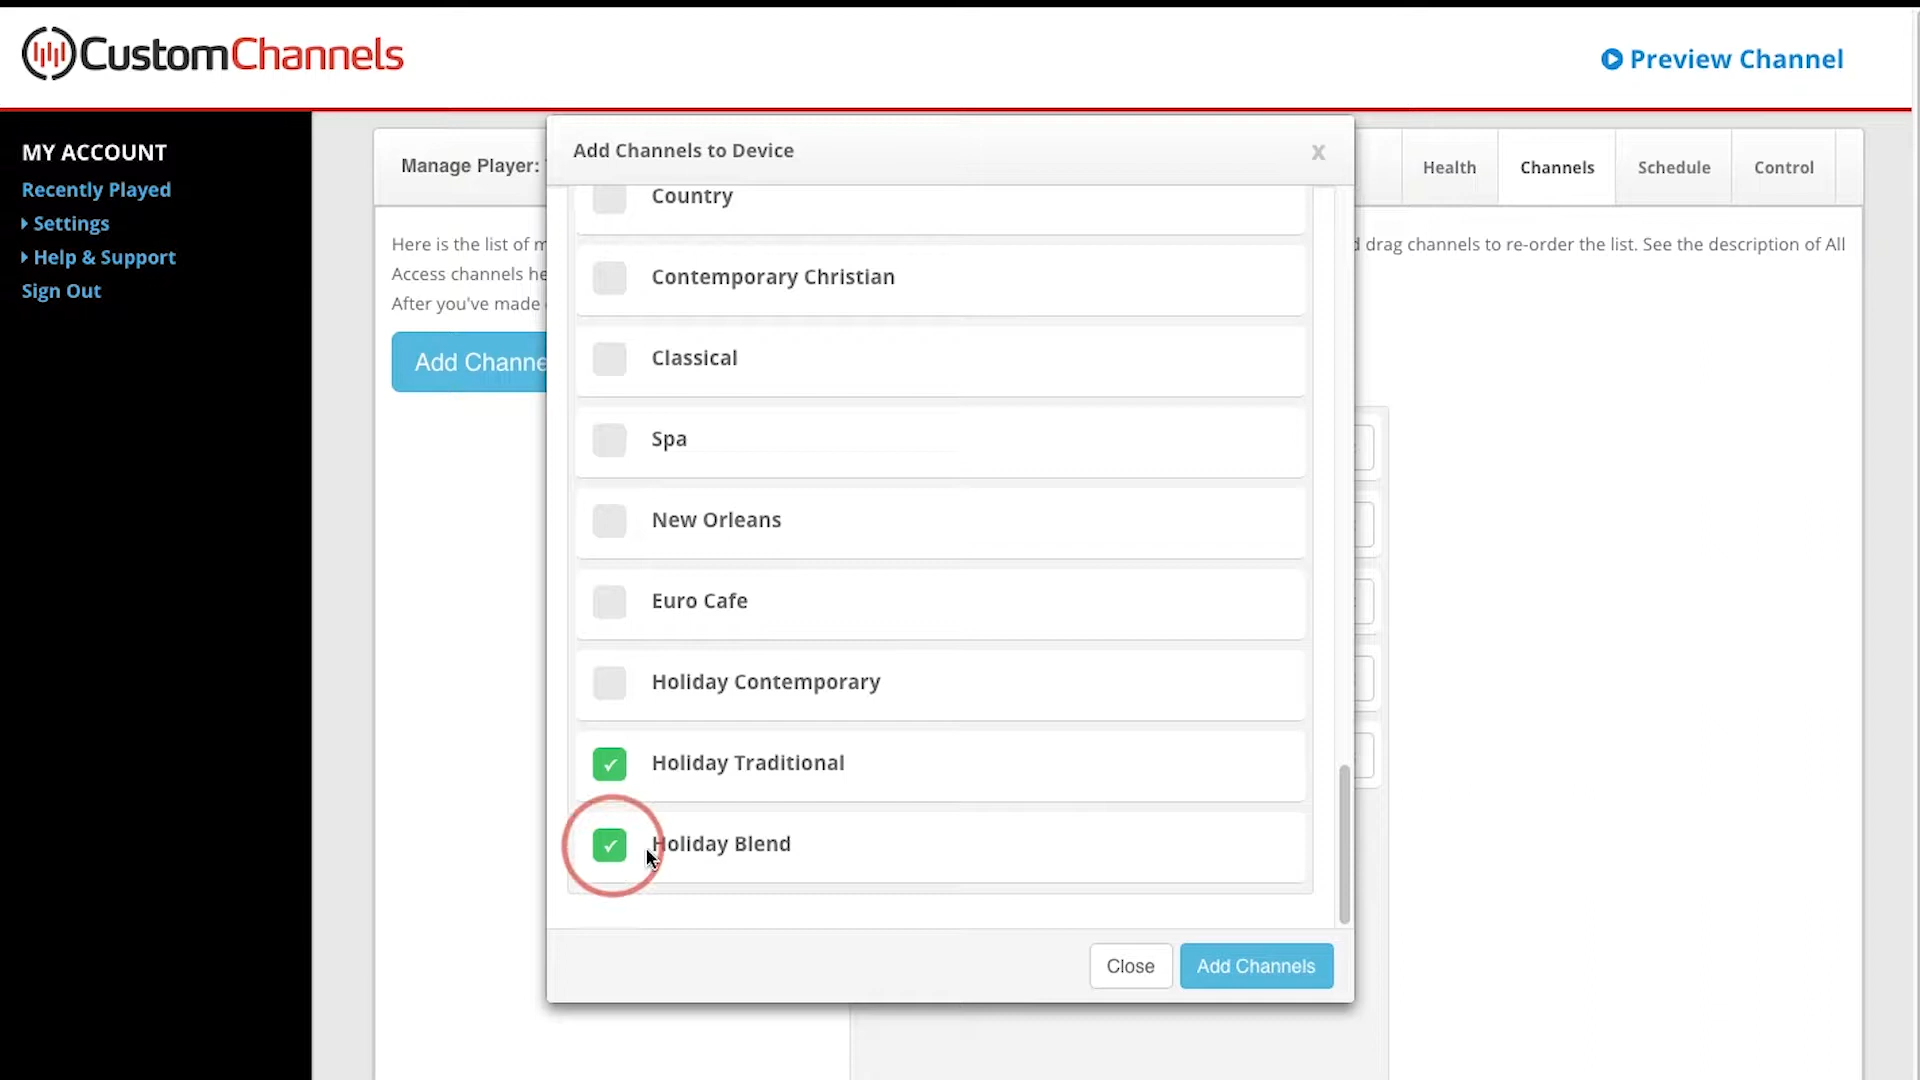 CustomChannels
Preview Channel
MY ACCOUNT
Recently Played
Settings
Help & Support
Sign Out
Manage Player:
Health
Channels
Schedule
Control
Here is the list of
drag channels to re-order the list. See the description of All
Access channels
After you've made
Add
Add Channels to Device
x
Country
Contemporary Christian
Classical
Spa
New Orleans
Euro Cafe
Holiday Contemporary
Holiday Traditional
Holiday Blend
Close
Add Channels